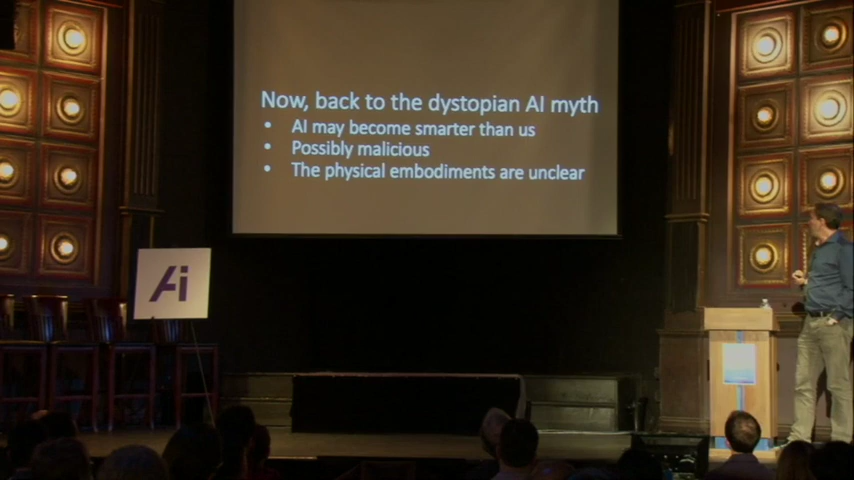 Now, back to the dystopian AI myth
• AI may become smarter than us
• Possibly malicious
• The physical embodiments are unclear
Ai